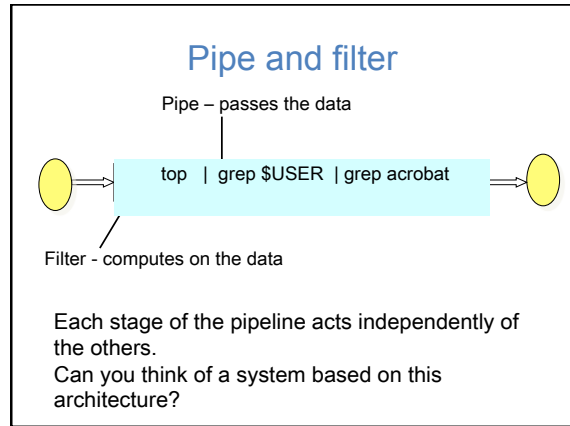 Pipe and filter
Pipe – passes the data
top | grep $USER | grep acrobat
Filter - computes on the data
Each stage of the pipeline acts independently of
the others.
Can you think of a system based on this
architecture?